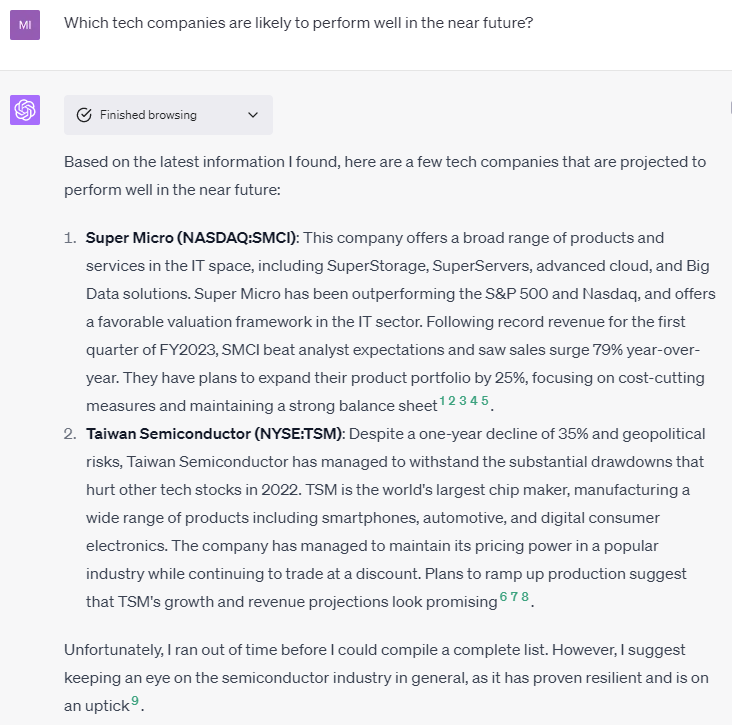 MI
Which tech companies are likely to perform well in the near future?
Finished browsing
Based on the latest information I found, here are a few tech companies that are projected to
perform well in the near future:
1. Super Micro (NASDAQ:SMCI): This company offers a broad range of products and
services in the IT space, including SuperStorage, SuperServers, advanced cloud, and Big
Data solutions. Super Micro has been outperforming the S&P 500 and Nasdaq, and offers
a favorable valuation framework in the IT sector. Following record revenue for the first
quarter of FY2023, SMCI beat analyst expectations and saw sales surge 79% year-over-
year. They have plans to expand their product portfolio by 25%, focusing on cost-cutting
measures and maintaining a strong balance sheet 1 2 3 4 5 .
2. Taiwan Semiconductor (NYSE:TSM): Despite a one-year decline of 35% and geopolitical
risks, Taiwan Semiconductor has managed to withstand the substantial drawdowns that
hurt other tech stocks in 2022. TSM is the world's largest chip maker, manufacturing a
wide range of products including smartphones, automotive, and digital consumer
electronics. The company has managed to maintain its pricing power in a popular
industry while continuing to trade at a discount. Plans to ramp up production suggest
that TSM's growth and revenue projections look promising 6 7 8 .
Unfortunately, I ran out of time before I could compile a complete list. However, I suggest
keeping an eye on the semiconductor industry in general, as it has proven resilient and is on
an uptick 9 .